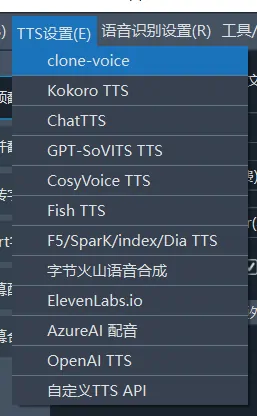 TTS设置(E) 语音识别设置(R) 工具/
clone-voice
Kokoro TTS
ChatTTS
GPT-SoVITS TTS
CosyVoice TTS
Fish TTS
F5/SparK/index/Dia TTS
字节火山语音合成
ElevenLabs.io
AzureAI 配音
OpenAI TTS
自定义TTS API